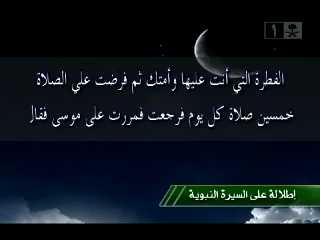 ١
الفطرة التي أنت عليها وأمتك ثم فرضت علي الصلاة
خمسين صلاة كل يوم فرجعت فمررت على موسى فقال
إطلالة على السيرة النبوية